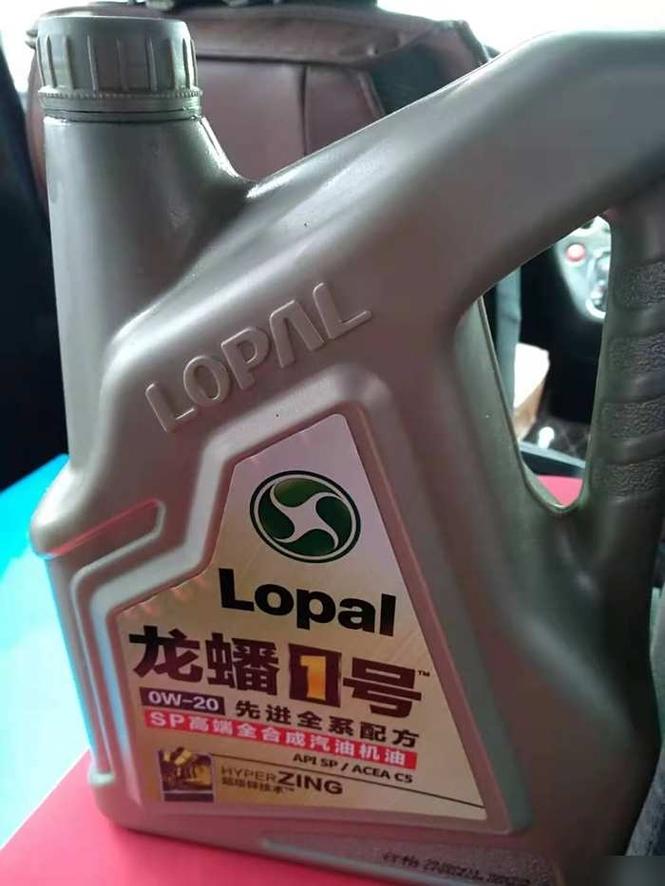 LOPAL
Lopal
龙蟠1号™
0W-20 先进全系配方
SP高端全合成汽油机油
API SP / ACEA C5
HYPERZING